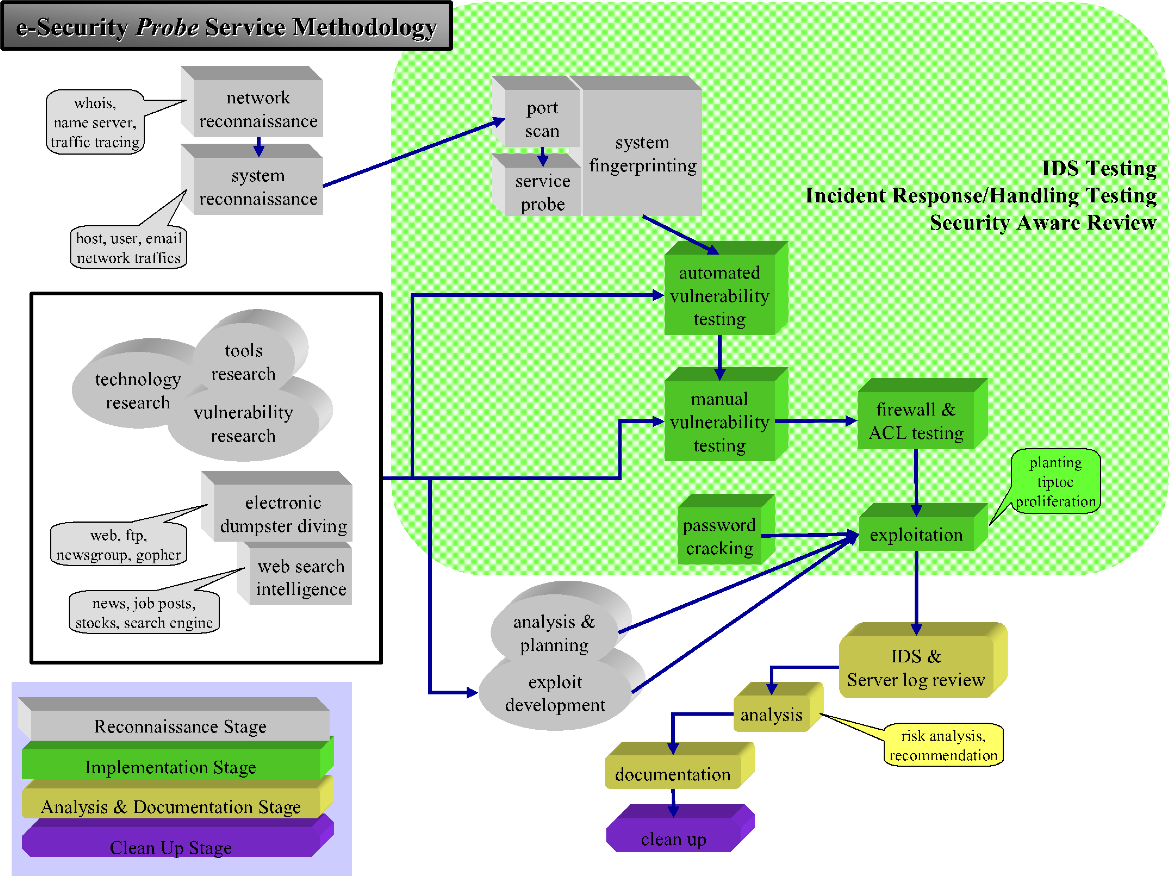 e-Security Probe Service Methodology
network
reconnaissance
whois,
name server,
traffic tracing
system
reconnaissance
host, user, email
network traffics
port
scan
service
probe
system
fingerprinting
IDS Testing
Incident Response/Handling Testing
Security Aware Review
automated
vulnerability
testing
manual
vulnerability
testing
firewall &
ACL testing
planting
tiptoc
proliferation
password
cracking
exploitation
technology
research
tools
research
vulnerability
research
electronic
dumpster diving
web, ftp,
newsgroup, gopher
web search
intelligence
news, job posts,
stocks, search engine
analysis &
planning
exploit
development
IDS &
Server log review
analysis
risk analysis,
recommendation
documentation
clean up
Reconnaissance Stage
Implementation Stage
Analysis & Documentation Stage
Clean Up Stage